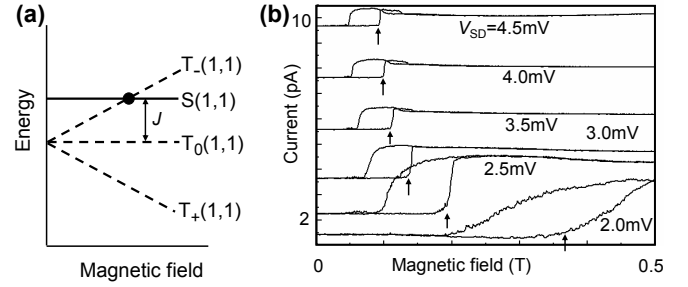 (a)
T₋(1,1)
S(1,1)
J
T₀(1,1)
T₊(1,1)
Energy
Magnetic field
(b)
10
V_SD=4.5mV
4.0mV
3.5mV
3.0mV
2.5mV
2.0mV
2
Current (pA)
0
Magnetic field (T)
0.5